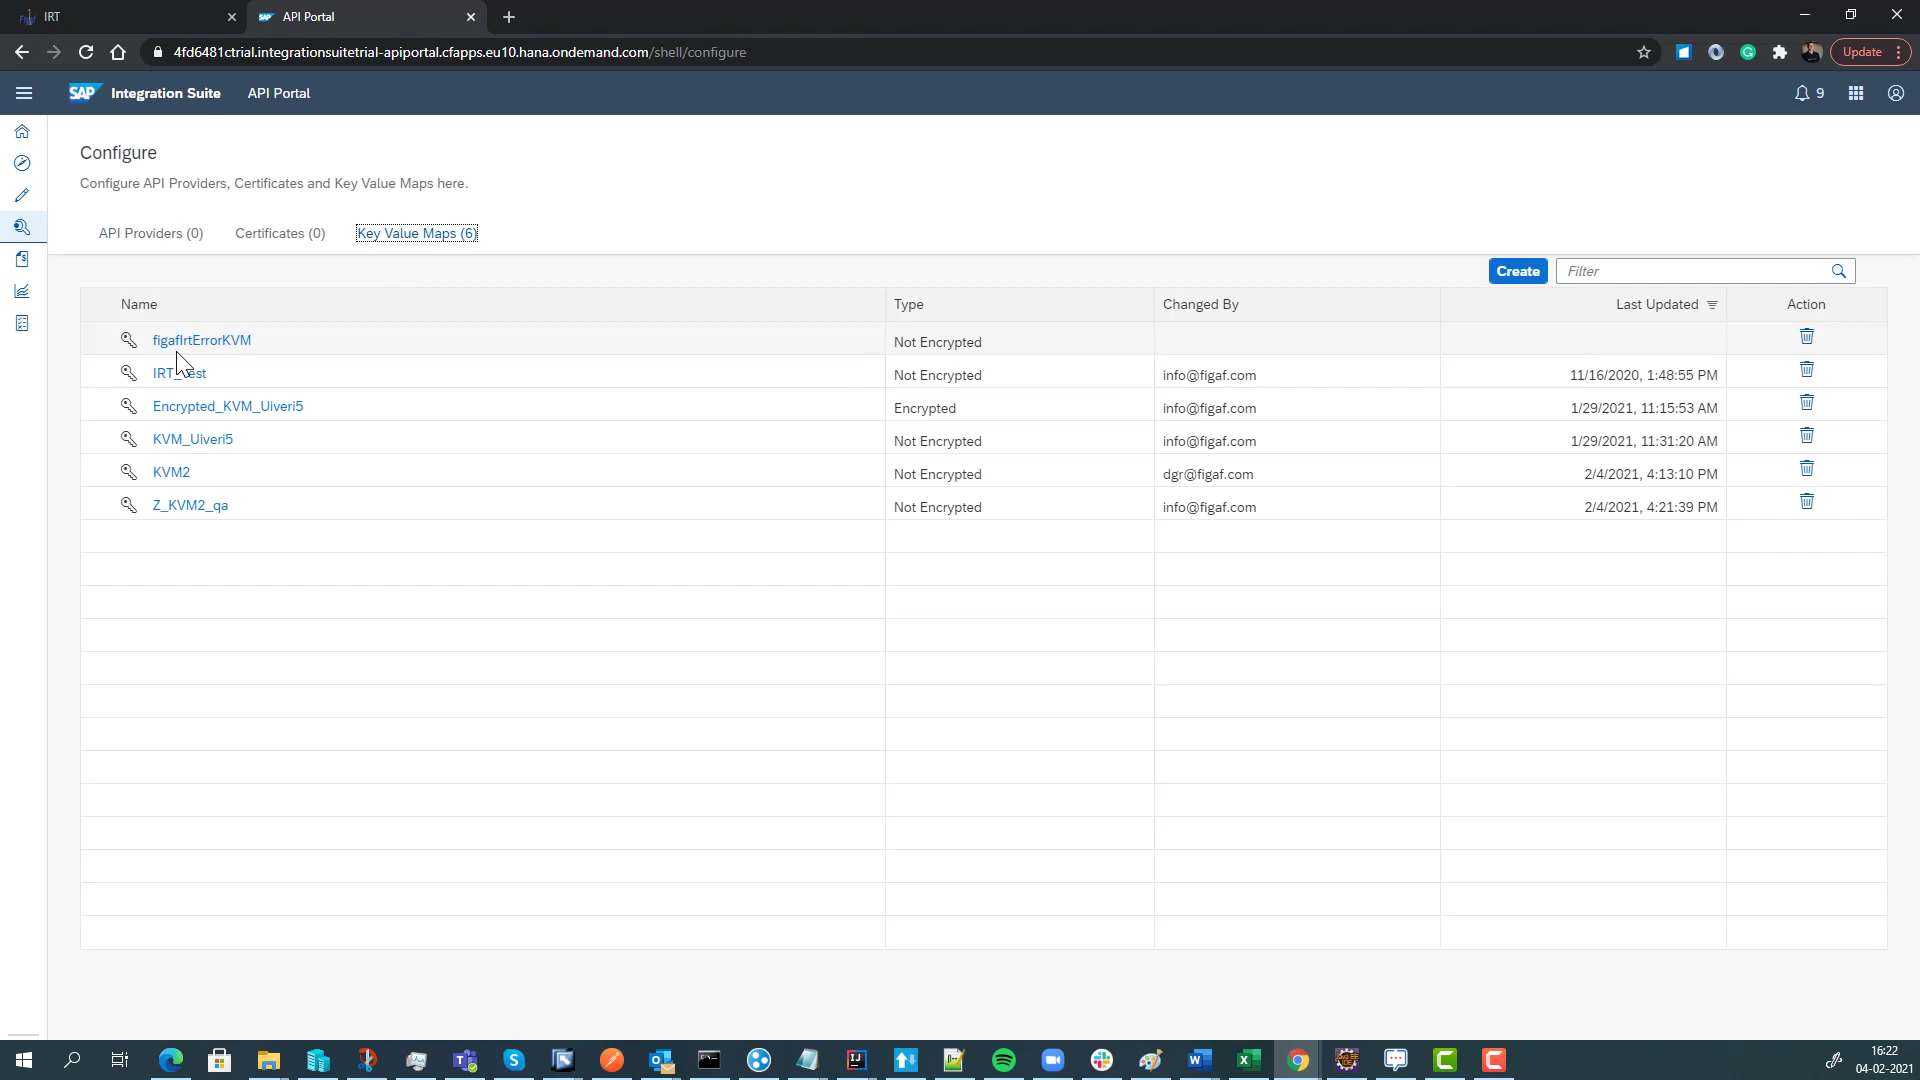 IRT
API Portal
4fd6481ctrial.integrationsuitetrial-apiportal.cfapps.eu10.hana.ondemand.com/shell/configure
Update
SAP Integration Suite API Portal
9
Configure
Configure API Providers, Certificates and Key Value Maps here.
API Providers (0) Certificates (0) Key Value Maps (6)
Create Filter
Name Type Changed By Last Updated Action
figafIrtErrorKVM Not Encrypted
Not Encrypted info@figaf.com 11/16/2020, 1:48:55 PM
Encrypted_KVM_Uiveri5 Encrypted info@figaf.com 1/29/2021, 11:15:53 AM
KVM_Uiveri5 Not Encrypted info@figaf.com 1/29/2021, 11:31:20 AM
KVM2 Not Encrypted dgr@figaf.com 2/4/2021, 4:13:10 PM
Z_KVM2_qa Not Encrypted info@figaf.com 2/4/2021, 4:21:39 PM
16:22
04-02-2021